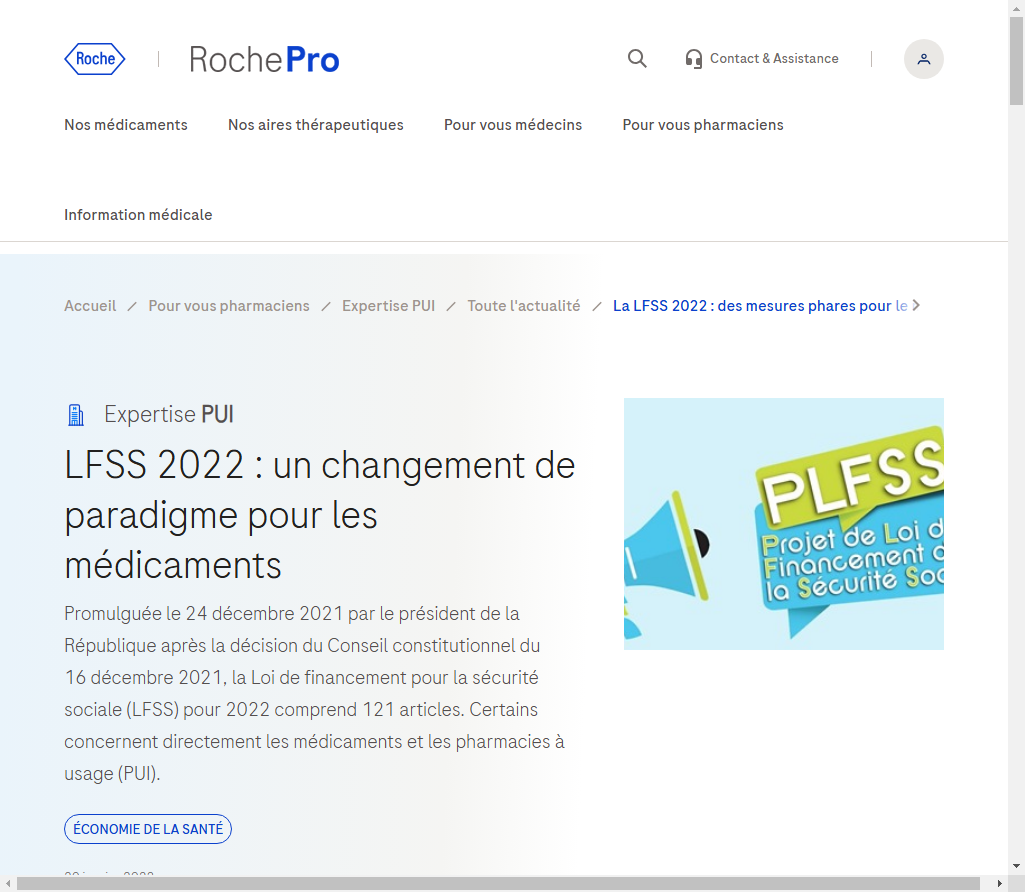 Roche
RochePro
Contact & Assistance
Nos médicaments
Nos aires thérapeutiques
Pour vous médecins
Pour vous pharmaciens
Information médicale
Accueil / Pour vous pharmaciens / Expertise PUI / Toute l'actualité / La LFSS 2022 : des mesures phares pour le
Expertise PUI
LFSS 2022 : un changement de
paradigme pour les
médicaments
PLFSS
Projet de Loi d
Financement d
la Sécurité Soc
Promulguée le 24 décembre 2021 par le président de la
République après la décision du Conseil constitutionnel du
16 décembre 2021, la Loi de financement pour la sécurité
sociale (LFSS) pour 2022 comprend 121 articles. Certains
concernent directement les médicaments et les pharmacies à
usage (PUI).
ÉCONOMIE DE LA SANTÉ